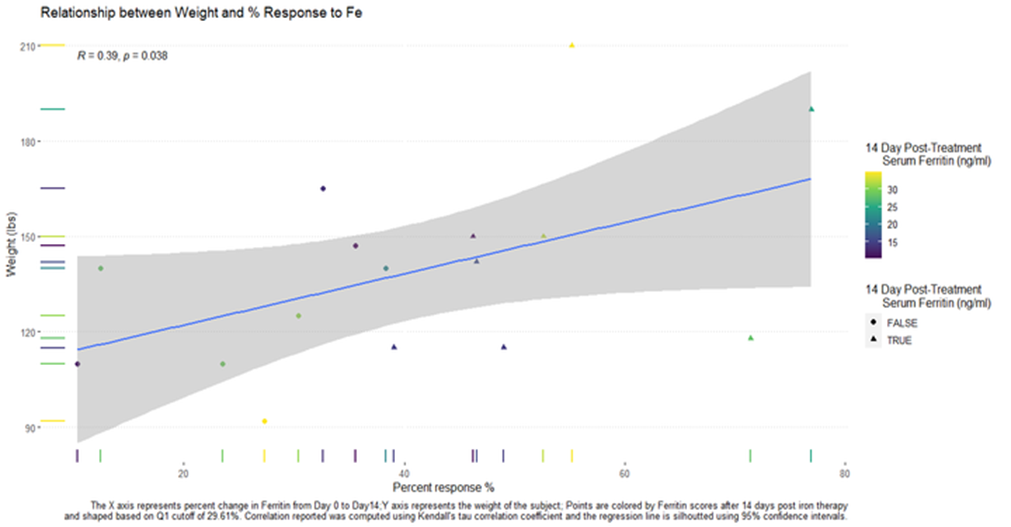 Relationship between Weight and % Response to Fe
R = 0.39, p = 0.038
210
180
150
120
90
Weight (lbs)
20
40
60
80
Percent response %
14 Day Post-Treatment
Serum Ferritin (ng/ml)
30
25
20
15
14 Day Post-Treatment
Serum Ferritin (ng/ml)
FALSE
TRUE
The X axis represents percent change in Ferritin from Day 0 to Day14;Y axis represents the weight of the subject; Points are colored by Ferritin scores after 14 days post iron therapy
and shaped based on Q1 cutoff of 29.61%. Correlation reported was computed using Kendall's tau correlation coefficient and the regression line is silhoutted using 95% confidence intervals.